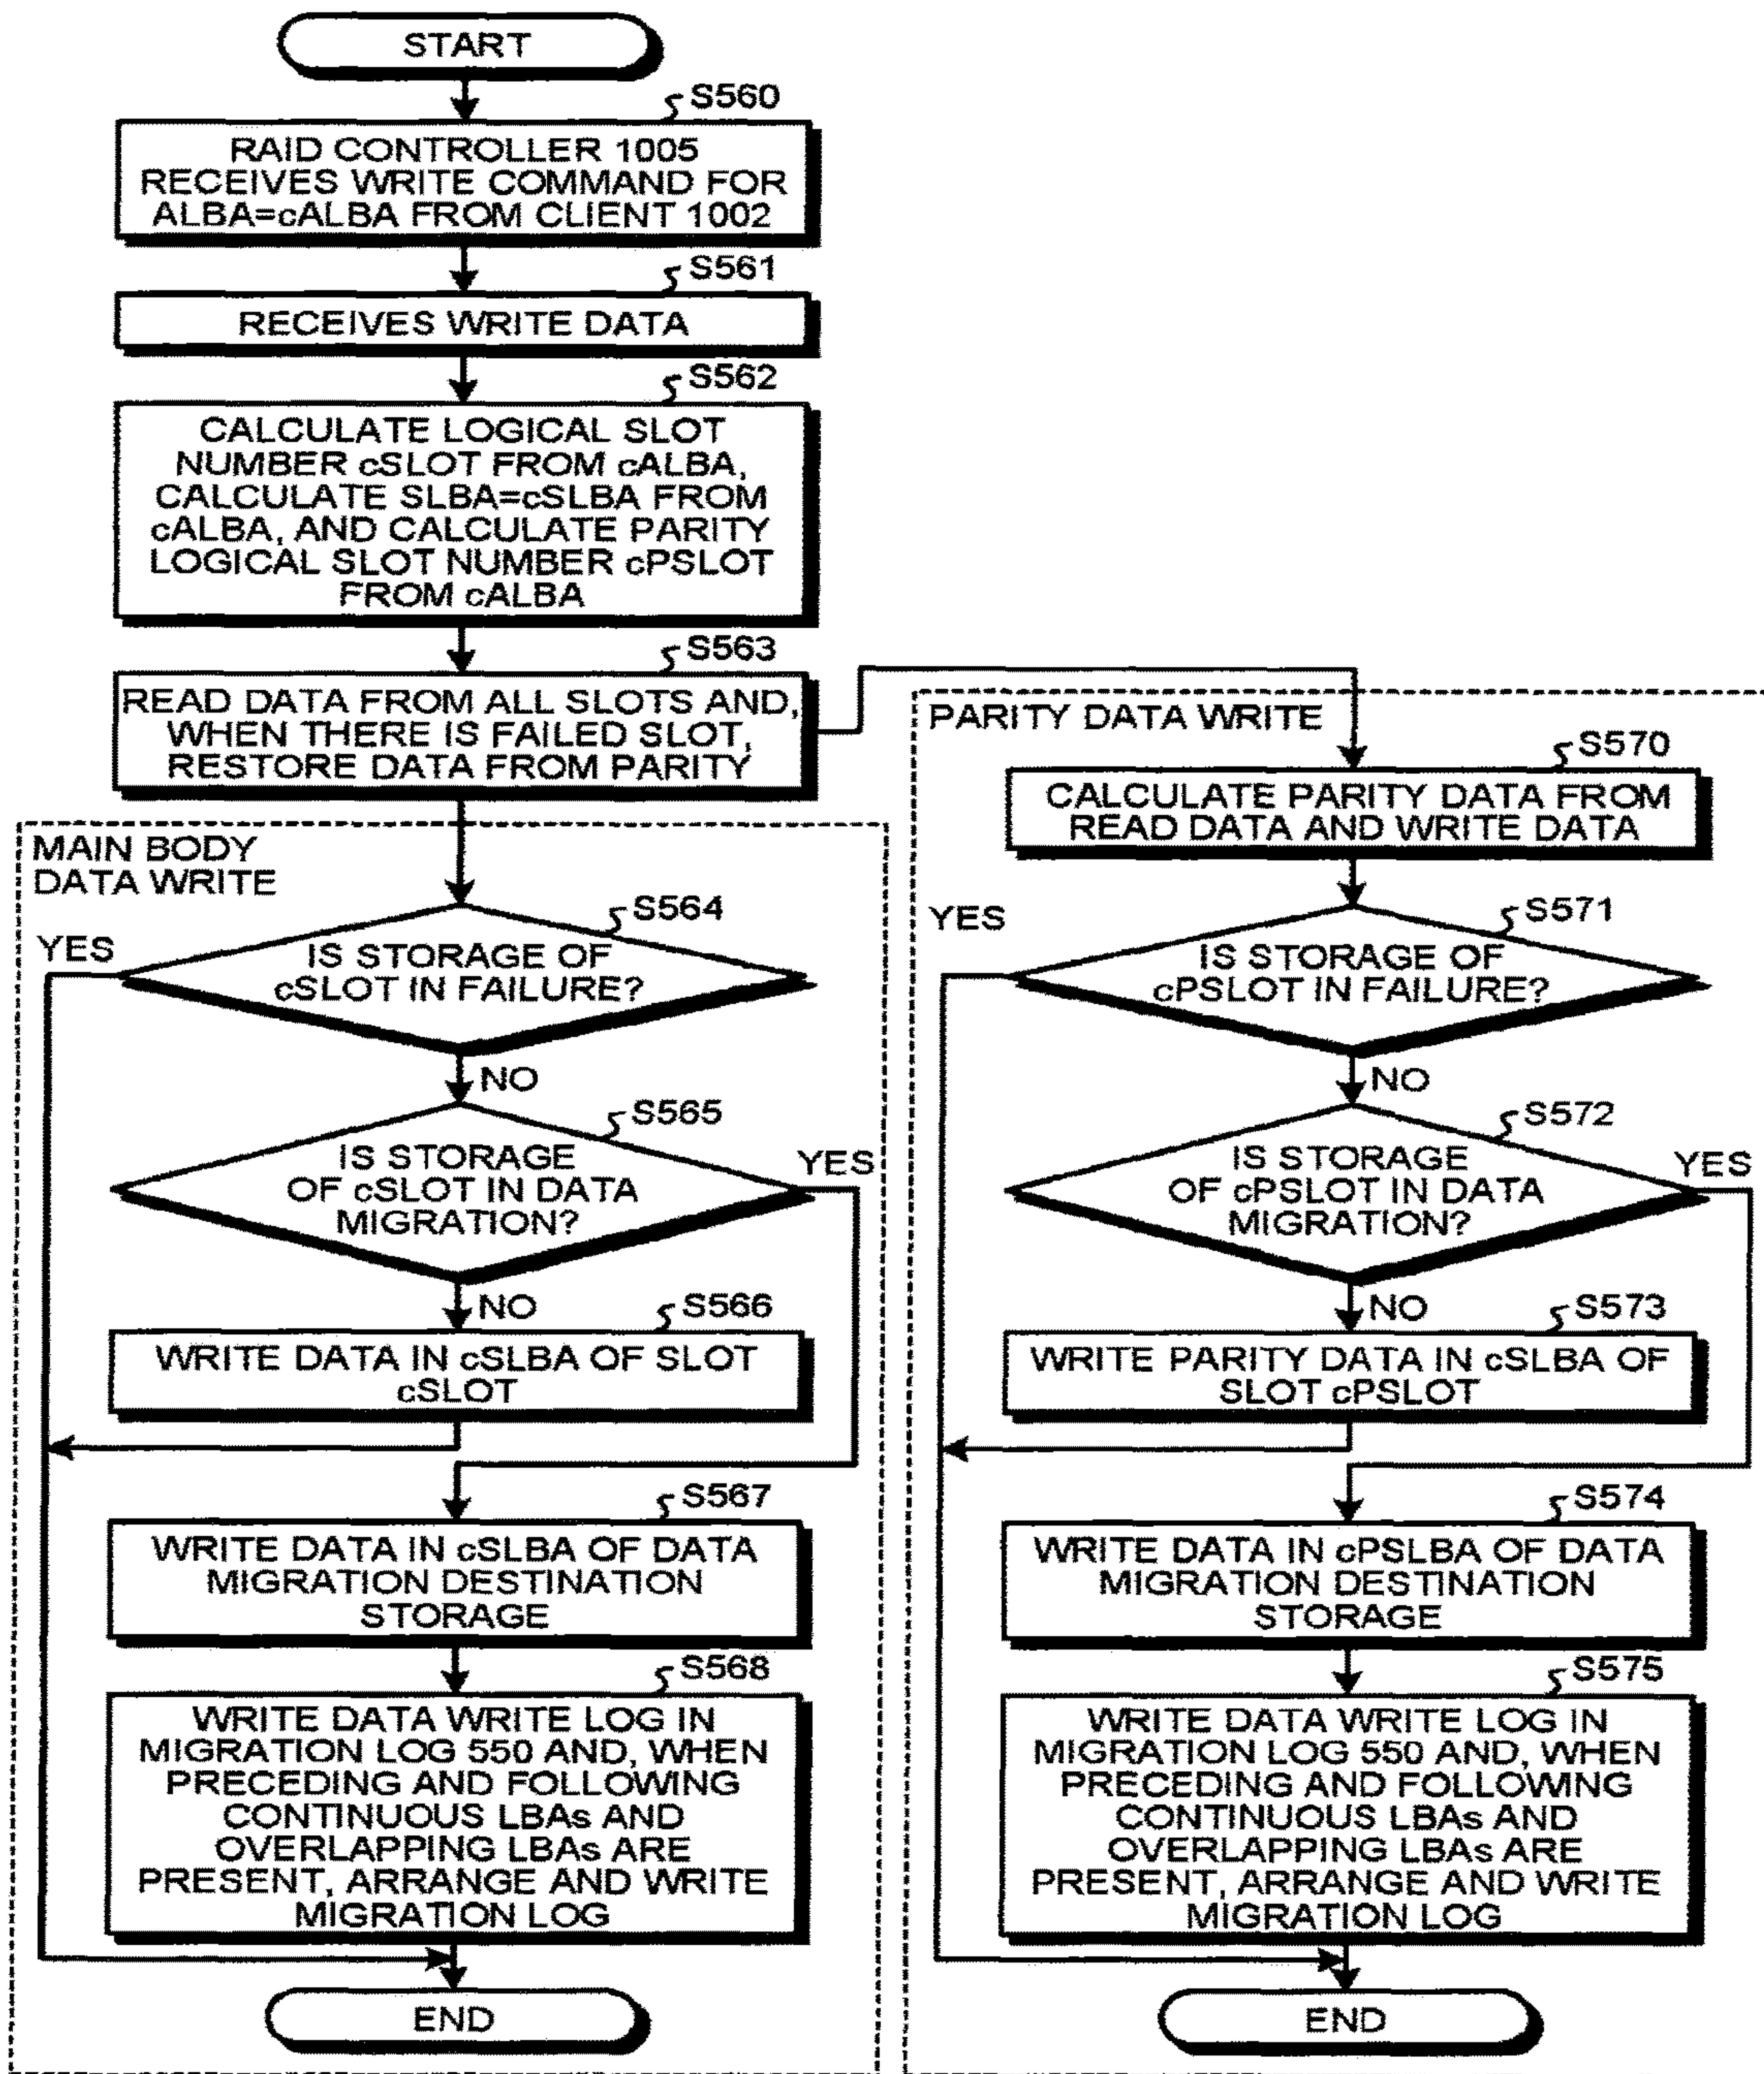 START
S560
RAID CONTROLLER 1005
RECEIVES WRITE COMMAND FOR
ALBA=cALBA FROM CLIENT 1002
S561
RECEIVES WRITE DATA
S562
CALCULATE LOGICAL SLOT
NUMBER cSLOT FROM cALBA,
CALCULATE SLBA=cSLBA FROM
cALBA, AND CALCULATE PARITY
LOGICAL SLOT NUMBER cPSLOT
FROM cALBA
S563
READ DATA FROM ALL SLOTS AND,
WHEN THERE IS FAILED SLOT,
RESTORE DATA FROM PARITY
MAIN BODY
DATA WRITE
S564
YES
IS STORAGE OF
cSLOT IN FAILURE?
NO
S565
IS STORAGE
OF cSLOT IN DATA
MIGRATION?
YES
NO
S566
WRITE DATA IN cSLBA OF SLOT
cSLOT
S567
WRITE DATA IN cSLBA OF DATA
MIGRATION DESTINATION
STORAGE
S568
WRITE DATA WRITE LOG IN
MIGRATION LOG 550 AND, WHEN
PRECEDING AND FOLLOWING
CONTINUOUS LBAs AND
OVERLAPPING LBAs ARE
PRESENT, ARRANGE AND WRITE
MIGRATION LOG
END
PARITY DATA WRITE
S570
CALCULATE PARITY DATA FROM
READ DATA AND WRITE DATA
S571
YES
IS STORAGE OF
cPSLOT IN FAILURE?
NO
S572
IS STORAGE
OF cPSLOT IN DATA
MIGRATION?
YES
NO
S573
WRITE PARITY DATA IN cSLBA OF
SLOT cPSLOT
S574
WRITE DATA IN cPSLBA OF DATA
MIGRATION DESTINATION
STORAGE
S575
WRITE DATA WRITE LOG IN
MIGRATION LOG 550 AND, WHEN
PRECEDING AND FOLLOWING
CONTINUOUS LBAs AND
OVERLAPPING LBAs ARE
PRESENT, ARRANGE AND WRITE
MIGRATION LOG
END